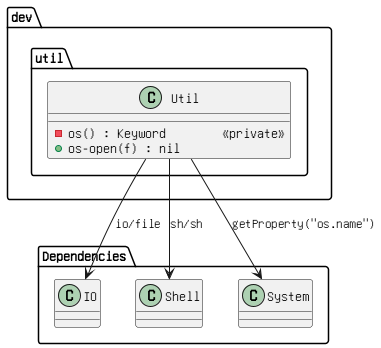 dev
util
C Util
os() : Keyword «private»
os-open(f) : nil
io/file sh/sh getProperty("os.name")
Dependencies
C IO C Shell C System